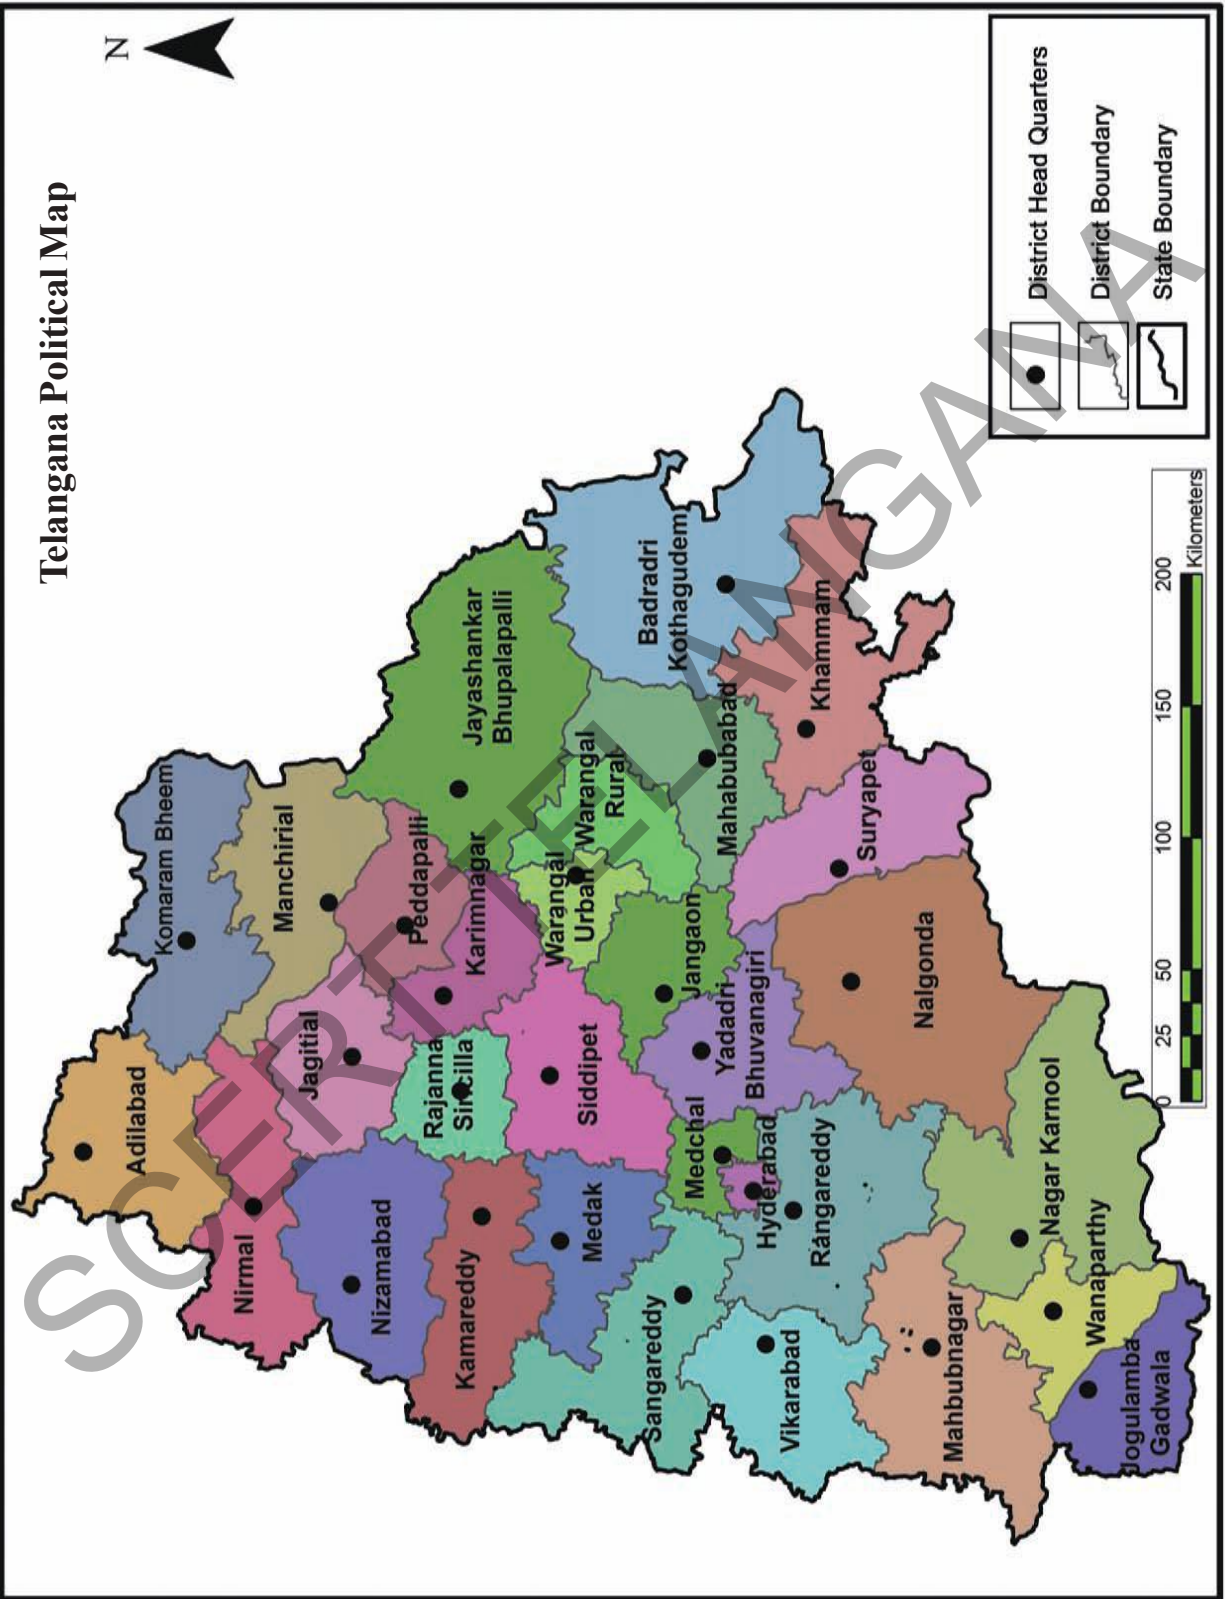 Telangana Political Map
N
Adilabad
Komaram Bheem
Nirmal
Manchirial
Jagitial
Nizamabad
Peddapalli
Jayashankar
Bhupalapalli
Karimnagar
Rajanna
Sircilla
Kamareddy
Warangal
Urban
Warangal
Rural
Siddipet
Medak
Badradri
Kothagudem
Mahabubabad
Jangaon
Sangareddy
Medchal
Yadadri
Bhuvanagiri
Hyderabad
Khammam
Suryapet
Rangareddy
Vikarabad
Nalgonda
Mahbubnagar
Nagar Karnool
Wanaparthy
Jogulamba
Gadwala
0 25 50 100 150 200
Kilometers
District Head Quarters
District Boundary
State Boundary
SCERT TELANGANA